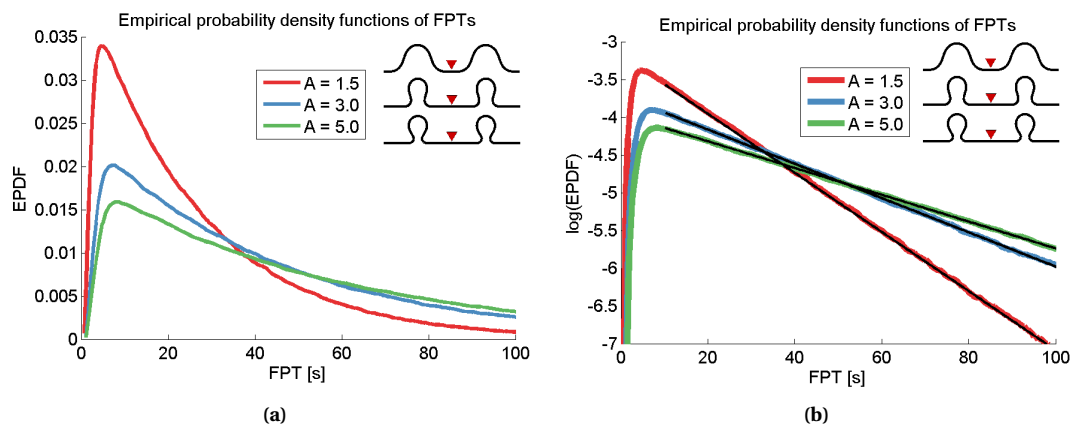 Empirical probability density functions of FPTs
0.035
0.03
0.025
0.02
0.015
0.01
0.005
0
EPDF
A = 1.5
A = 3.0
A = 5.0
0
20
40
60
80
100
FPT [s]
(a)
Empirical probability density functions of FPTs
-3
-3.5
-4
-4.5
-5
-5.5
-6
-6.5
-7
log(EPDF)
A = 1.5
A = 3.0
A = 5.0
0
20
40
60
80
100
FPT [s]
(b)